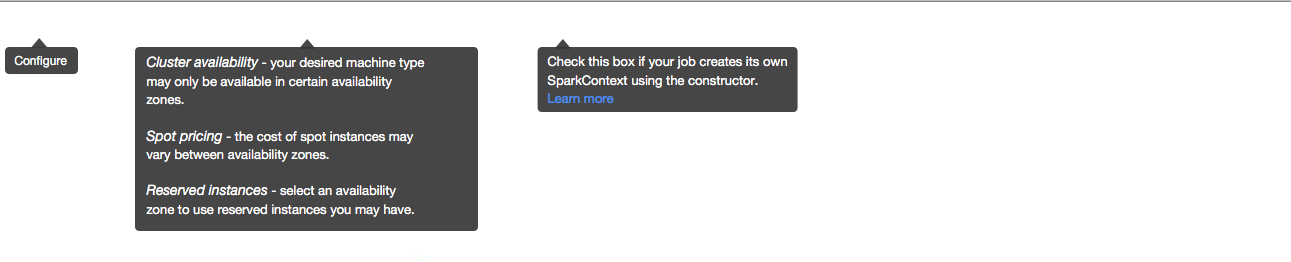 Configure
Cluster availability - your desired machine type
may only be available in certain availability
zones.
Spot pricing - the cost of spot instances may
vary between availability zones.
Reserved instances - select an availability
zone to use reserved instances you may have.
Check this box if your job creates its own
SparkContext using the constructor.
Learn more